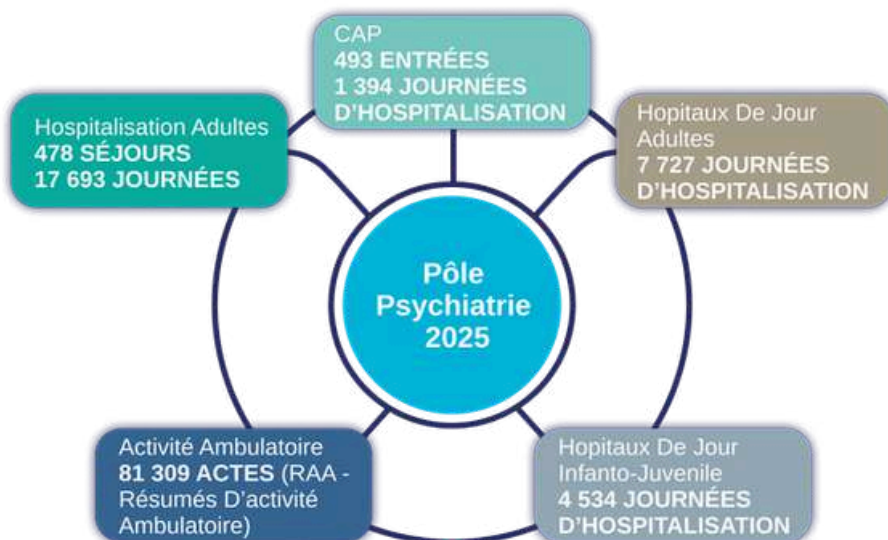 CAP
493 ENTRÉES
1 394 JOURNÉES
D'HOSPITALISATION
Hospitalisation Adultes
478 SÉJOURS
17 693 JOURNÉES
Hopitaux De Jour
Adultes
7 727 JOURNÉES
D'HOSPITALISATION
Pôle
Psychiatrie
2025
Activité Ambulatoire
81 309 ACTES (RAA -
Résumés D'activité
Ambulatoire)
Hopitaux De Jour
Infanto-Juvenile
4 534 JOURNÉES
D'HOSPITALISATION